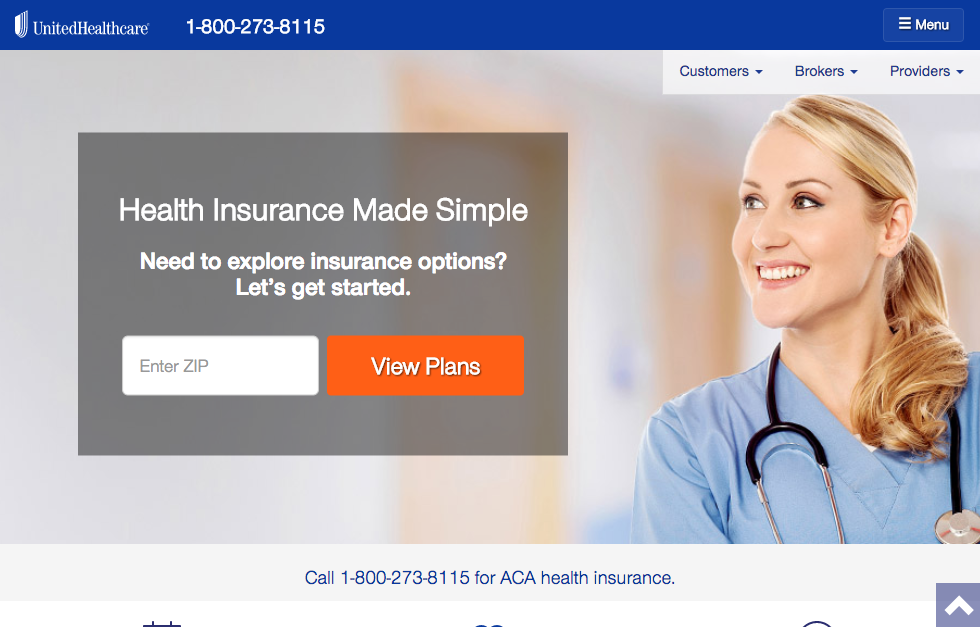 UnitedHealthcare 1-800-273-8115 Menu
Customers Brokers Providers
Health Insurance Made Simple
Need to explore insurance options?
Let's get started.
Enter ZIP View Plans
Call 1-800-273-8115 for ACA health insurance.